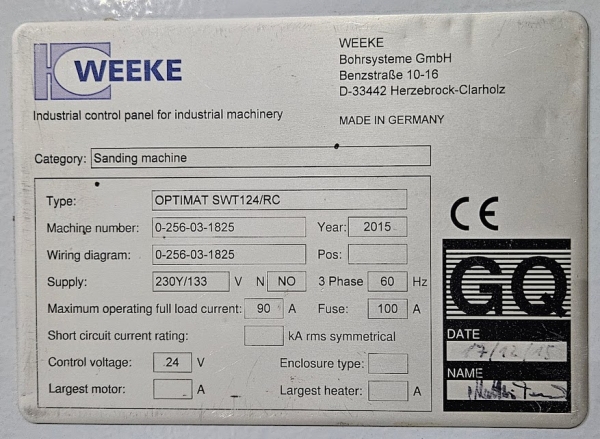 WEEKE
WEEKE
Bohrsysteme GmbH
Benzstraße 10-16
D-33442 Herzebrock-Clarholz
Industrial control panel for industrial machinery
MADE IN GERMANY
Category: Sanding machine
Type: OPTIMAT SWT124/RC
Machine number: 0-256-03-1825 Year: 2015
Wiring diagram: 0-256-03-1825 Pos:
Supply: 230Y/133 V N NO 3 Phase 60 Hz
Maximum operating full load current: 90 A Fuse: 100 A
Short circuit current rating: kA rms symmetrical
Control voltage: 24 V Enclosure type:
Largest motor: A Largest heater: A
CE
GQ
DATE
17/12/15
NAME